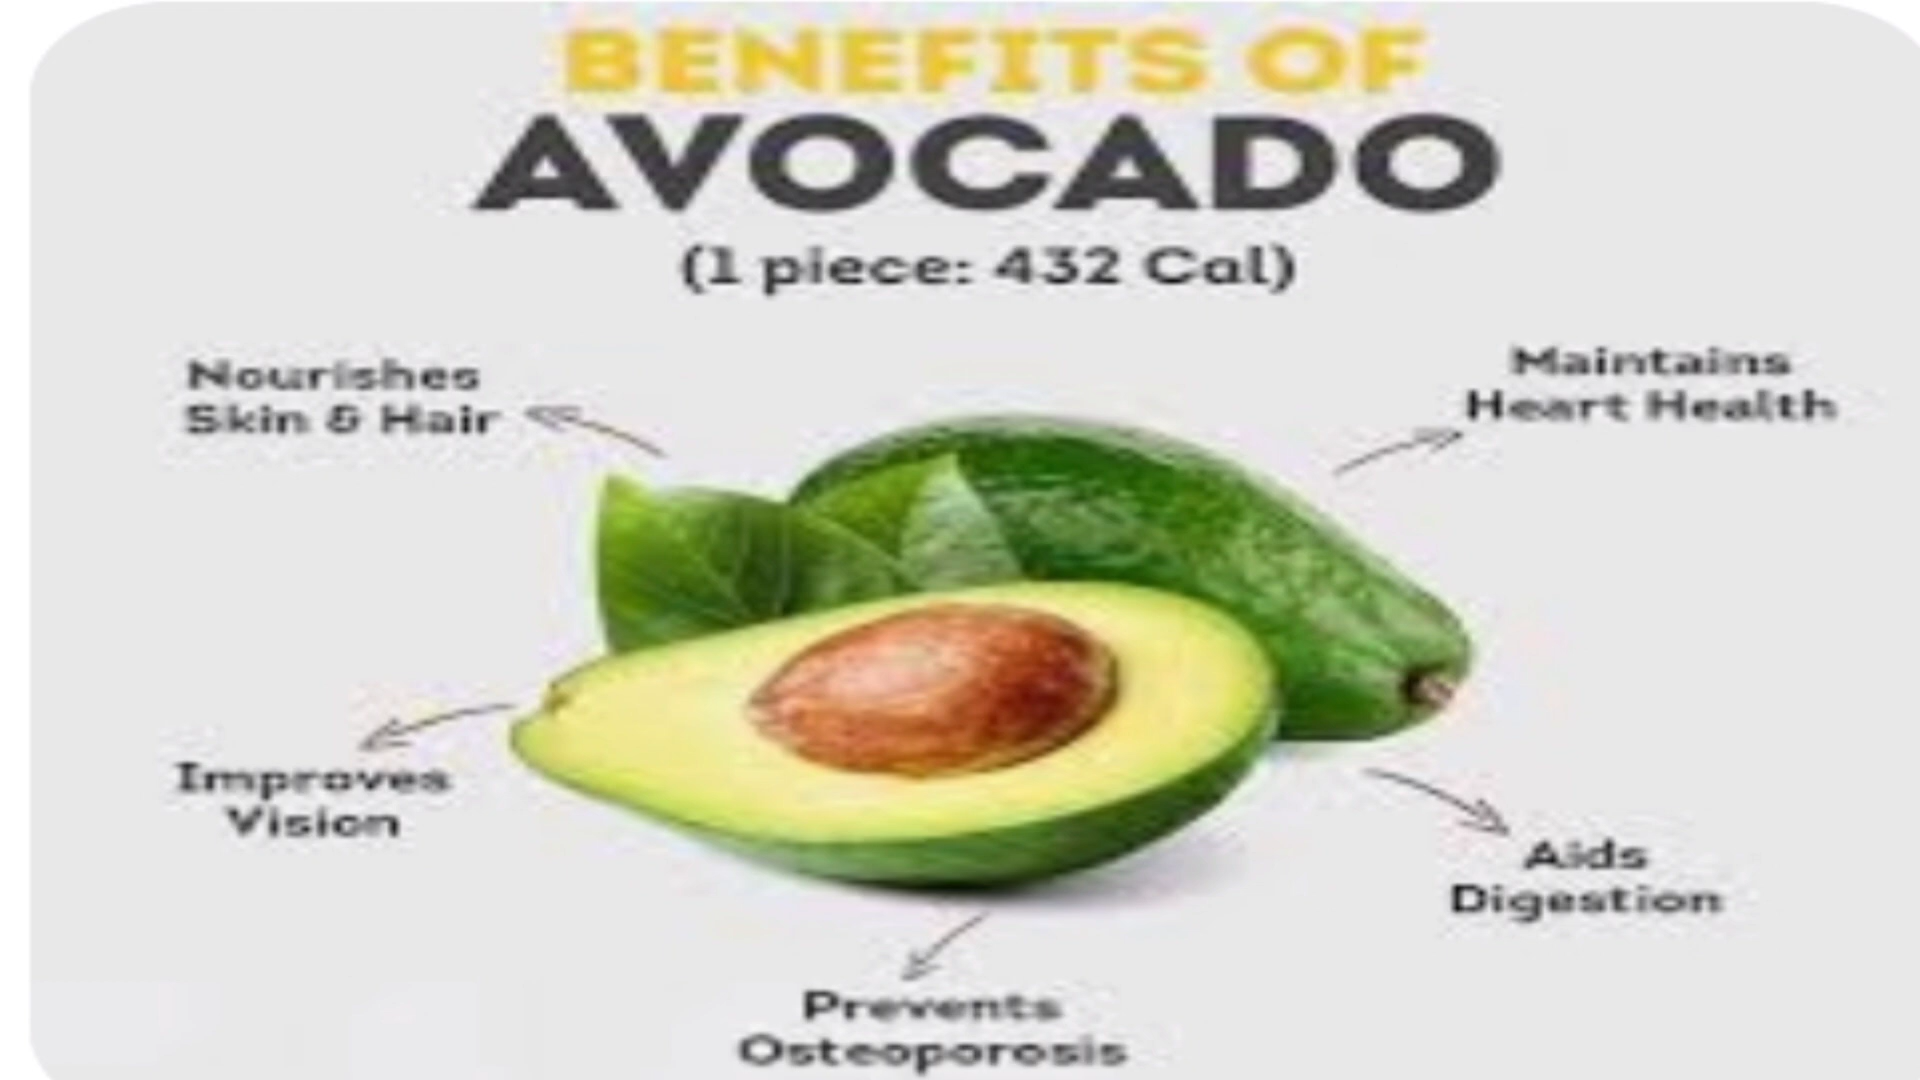 BENEFITS OF
AVOCADO
(1 piece: 432 Cal)
Nourishes
Skin & Hair
Maintains
Heart Health
Improves
Vision
Aids
Digestion
Prevents
Osteoporosis